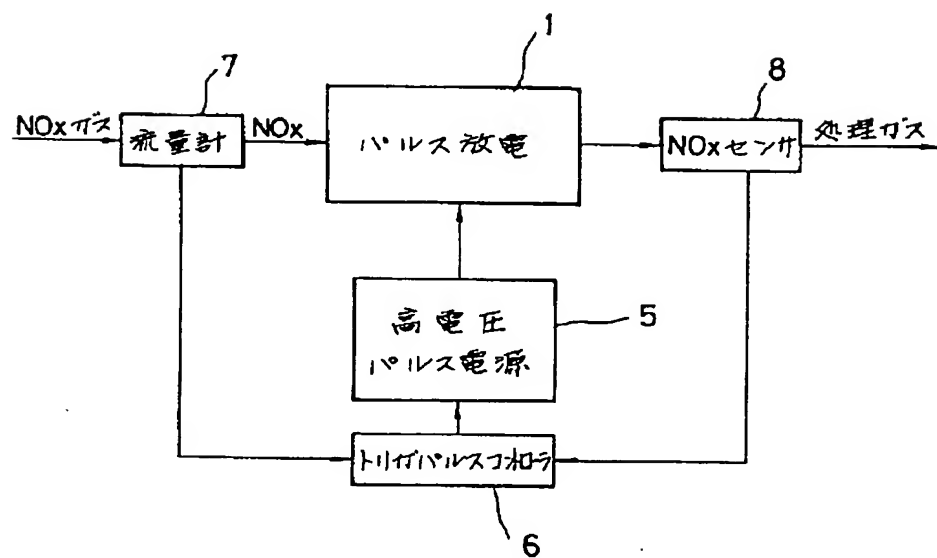 1
7
8
NOxガス
流量計
NOx
パルス放電
NOxセンサ
処理ガス
高電圧
パルス電源
5
トリガパルスコントローラ
6